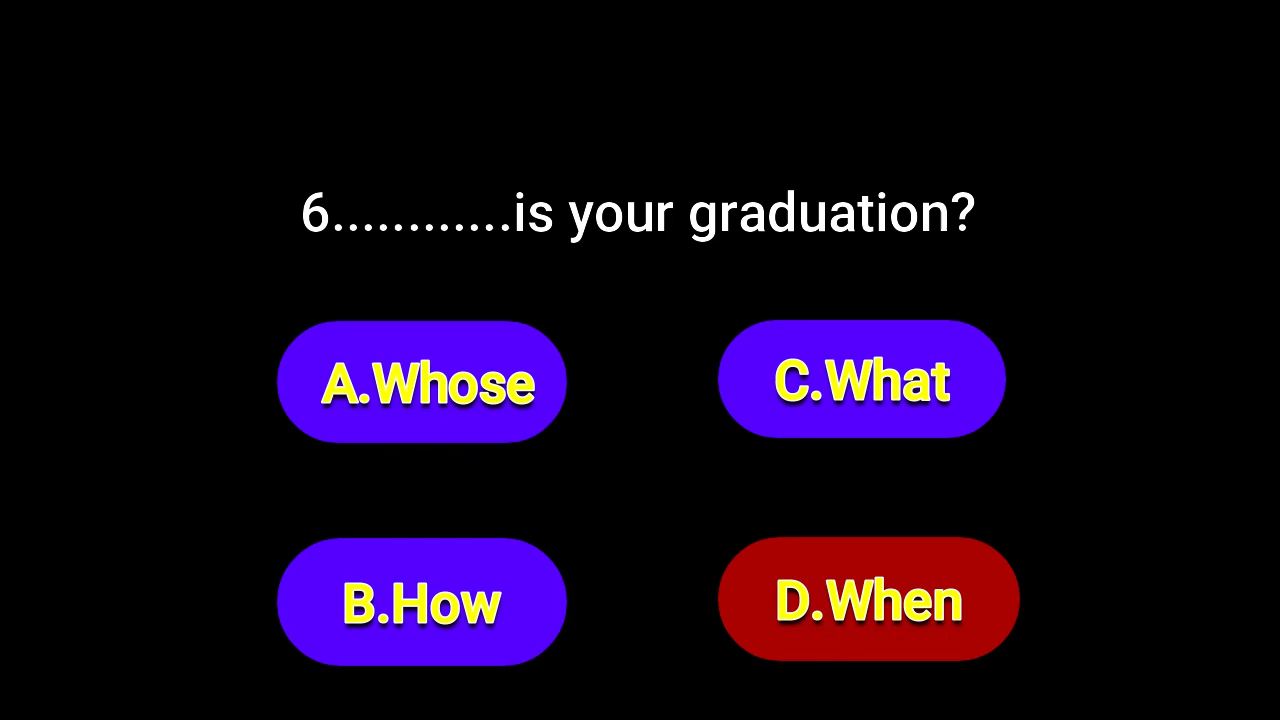 6............is your graduation?
A.Whose
C.What
B.How
D.When